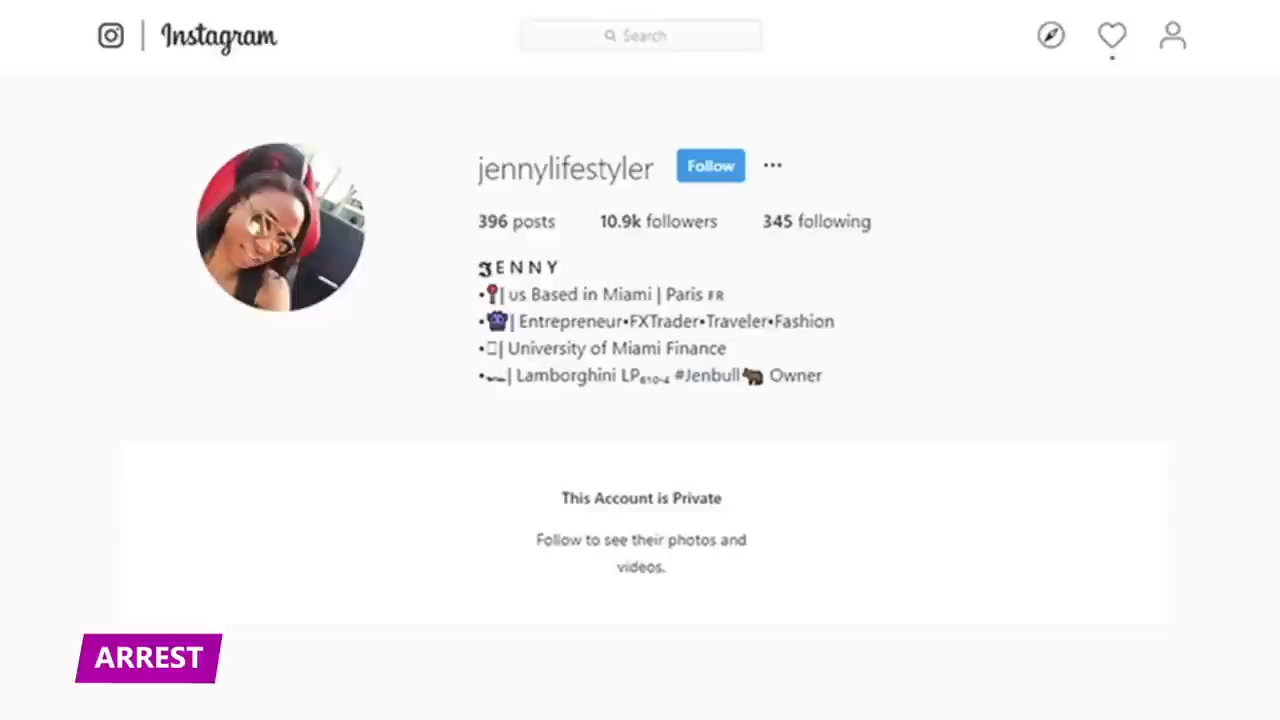 Instagram
Search
jennylifestyler Follow ...
396 posts 10.9k followers 345 following
𝕵 E N N Y
•📍| us Based in Miami | Paris FR
•| Entrepreneur•FXTrader•Traveler•Fashion
•| University of Miami Finance
•| Lamborghini LP₆₁₀₋₄ #Jenbull🐻 Owner
This Account is Private
Follow to see their photos and
videos.
ARREST